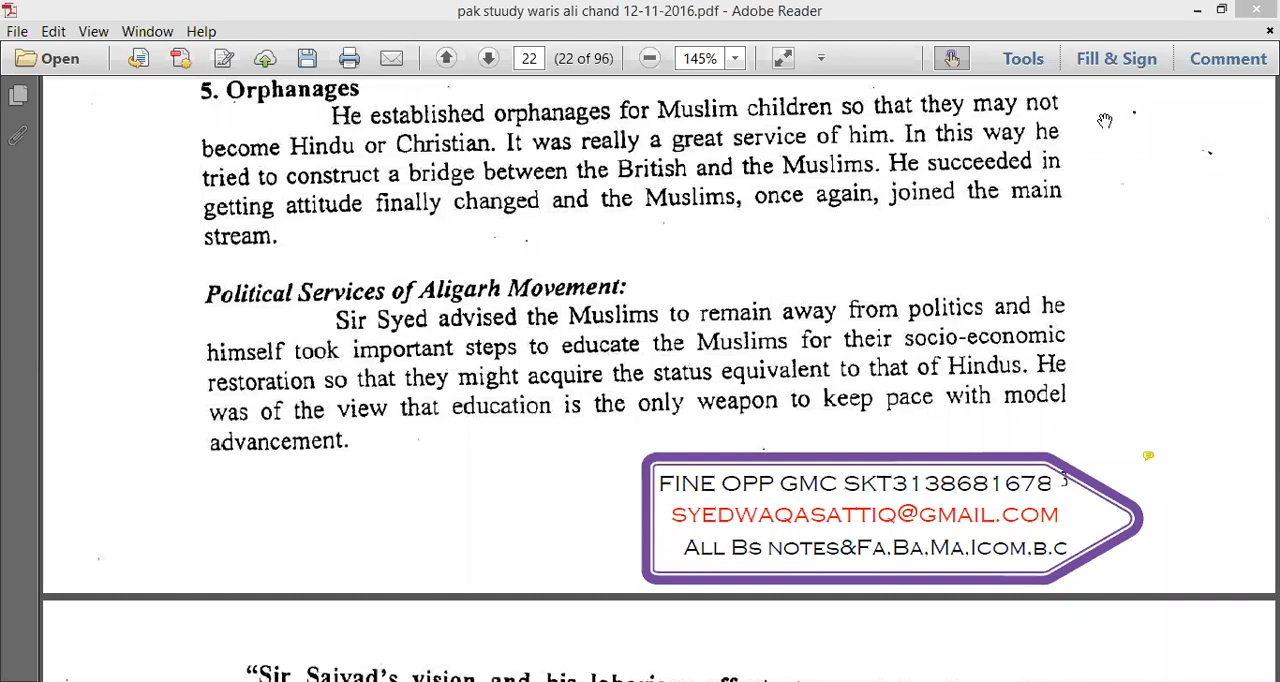 pak stuudy waris ali chand 12-11-2016.pdf - Adobe Reader
File Edit View Window Help
Open 22 (22 of 96) 145% Tools Fill & Sign Comment
5. Orphanages
He established orphanages for Muslim children so that they may not
become Hindu or Christian. It was really a great service of him. In this way he
tried to construct a bridge between the British and the Muslims. He succeeded in
getting attitude finally changed and the Muslims, once again, joined the main
stream.
Political Services of Aligarh Movement:
Sir Syed advised the Muslims to remain away from politics and he
himself took important steps to educate the Muslims for their socio-economic
restoration so that they might acquire the status equivalent to that of Hindus. He
was of the view that education is the only weapon to keep pace with model
advancement.
FINE OPP GMC SKT3138681678
SYEDWAQASATTIQ@GMAIL.COM
ALL BS NOTES&FA,BA,MA,ICOM,B.C
"Sir Saiyad's vision and his